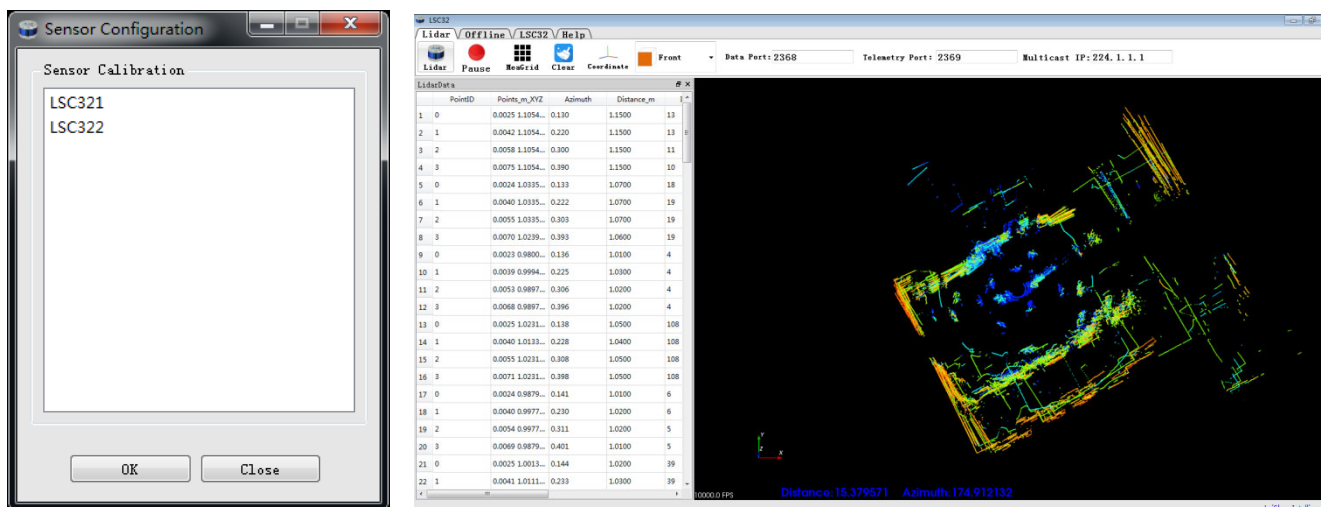 Sensor Configuration
Sensor Calibration
LSC321
LSC322
OK Close
LSC32
Lidar Offline LSC32 Help
Lidar Pause Clear Coordinate Front Data Port: 2368 Telemetry Port: 2369 Multicast IP: 224.1.1.1
LidarData
PointID Points_m_XYZ Azimuth Distance_m
1 0 0.0025 1.1054... 0.130 1.1500 13
2 1 0.0042 1.1054... 0.220 1.1500 13
3 2 0.0058 1.1054... 0.300 1.1500 11
4 3 0.0075 1.1054... 0.390 1.1500 10
5 0 0.0024 1.0335... 0.133 1.0700 18
6 1 0.0040 1.0335... 0.222 1.0700 19
7 2 0.0055 1.0335... 0.303 1.0700 19
8 3 0.0070 1.0239... 0.393 1.0600 19
9 0 0.0023 0.9800... 0.136 1.0100 4
10 1 0.0039 0.9994... 0.225 1.0300 4
11 2 0.0053 0.9897... 0.306 1.0200 4
12 3 0.0068 0.9897... 0.396 1.0200 4
13 0 0.0025 1.0231... 0.138 1.0500 108
14 1 0.0040 1.0133... 0.228 1.0400 108
15 2 0.0055 1.0231... 0.308 1.0500 108
16 3 0.0071 1.0231... 0.398 1.0500 108
17 0 0.0024 0.9879... 0.141 1.0100 6
18 1 0.0040 0.9977... 0.230 1.0200 6
19 2 0.0054 0.9977... 0.311 1.0200 5
20 3 0.0069 0.9879... 0.401 1.0100 5
21 0 0.0025 1.0013... 0.144 1.0200 39
22 1 0.0041 1.0111... 0.233 1.0300 39
Y
Z X
10000.0 FPS Distance:15.379571 Azimuth:174.912132